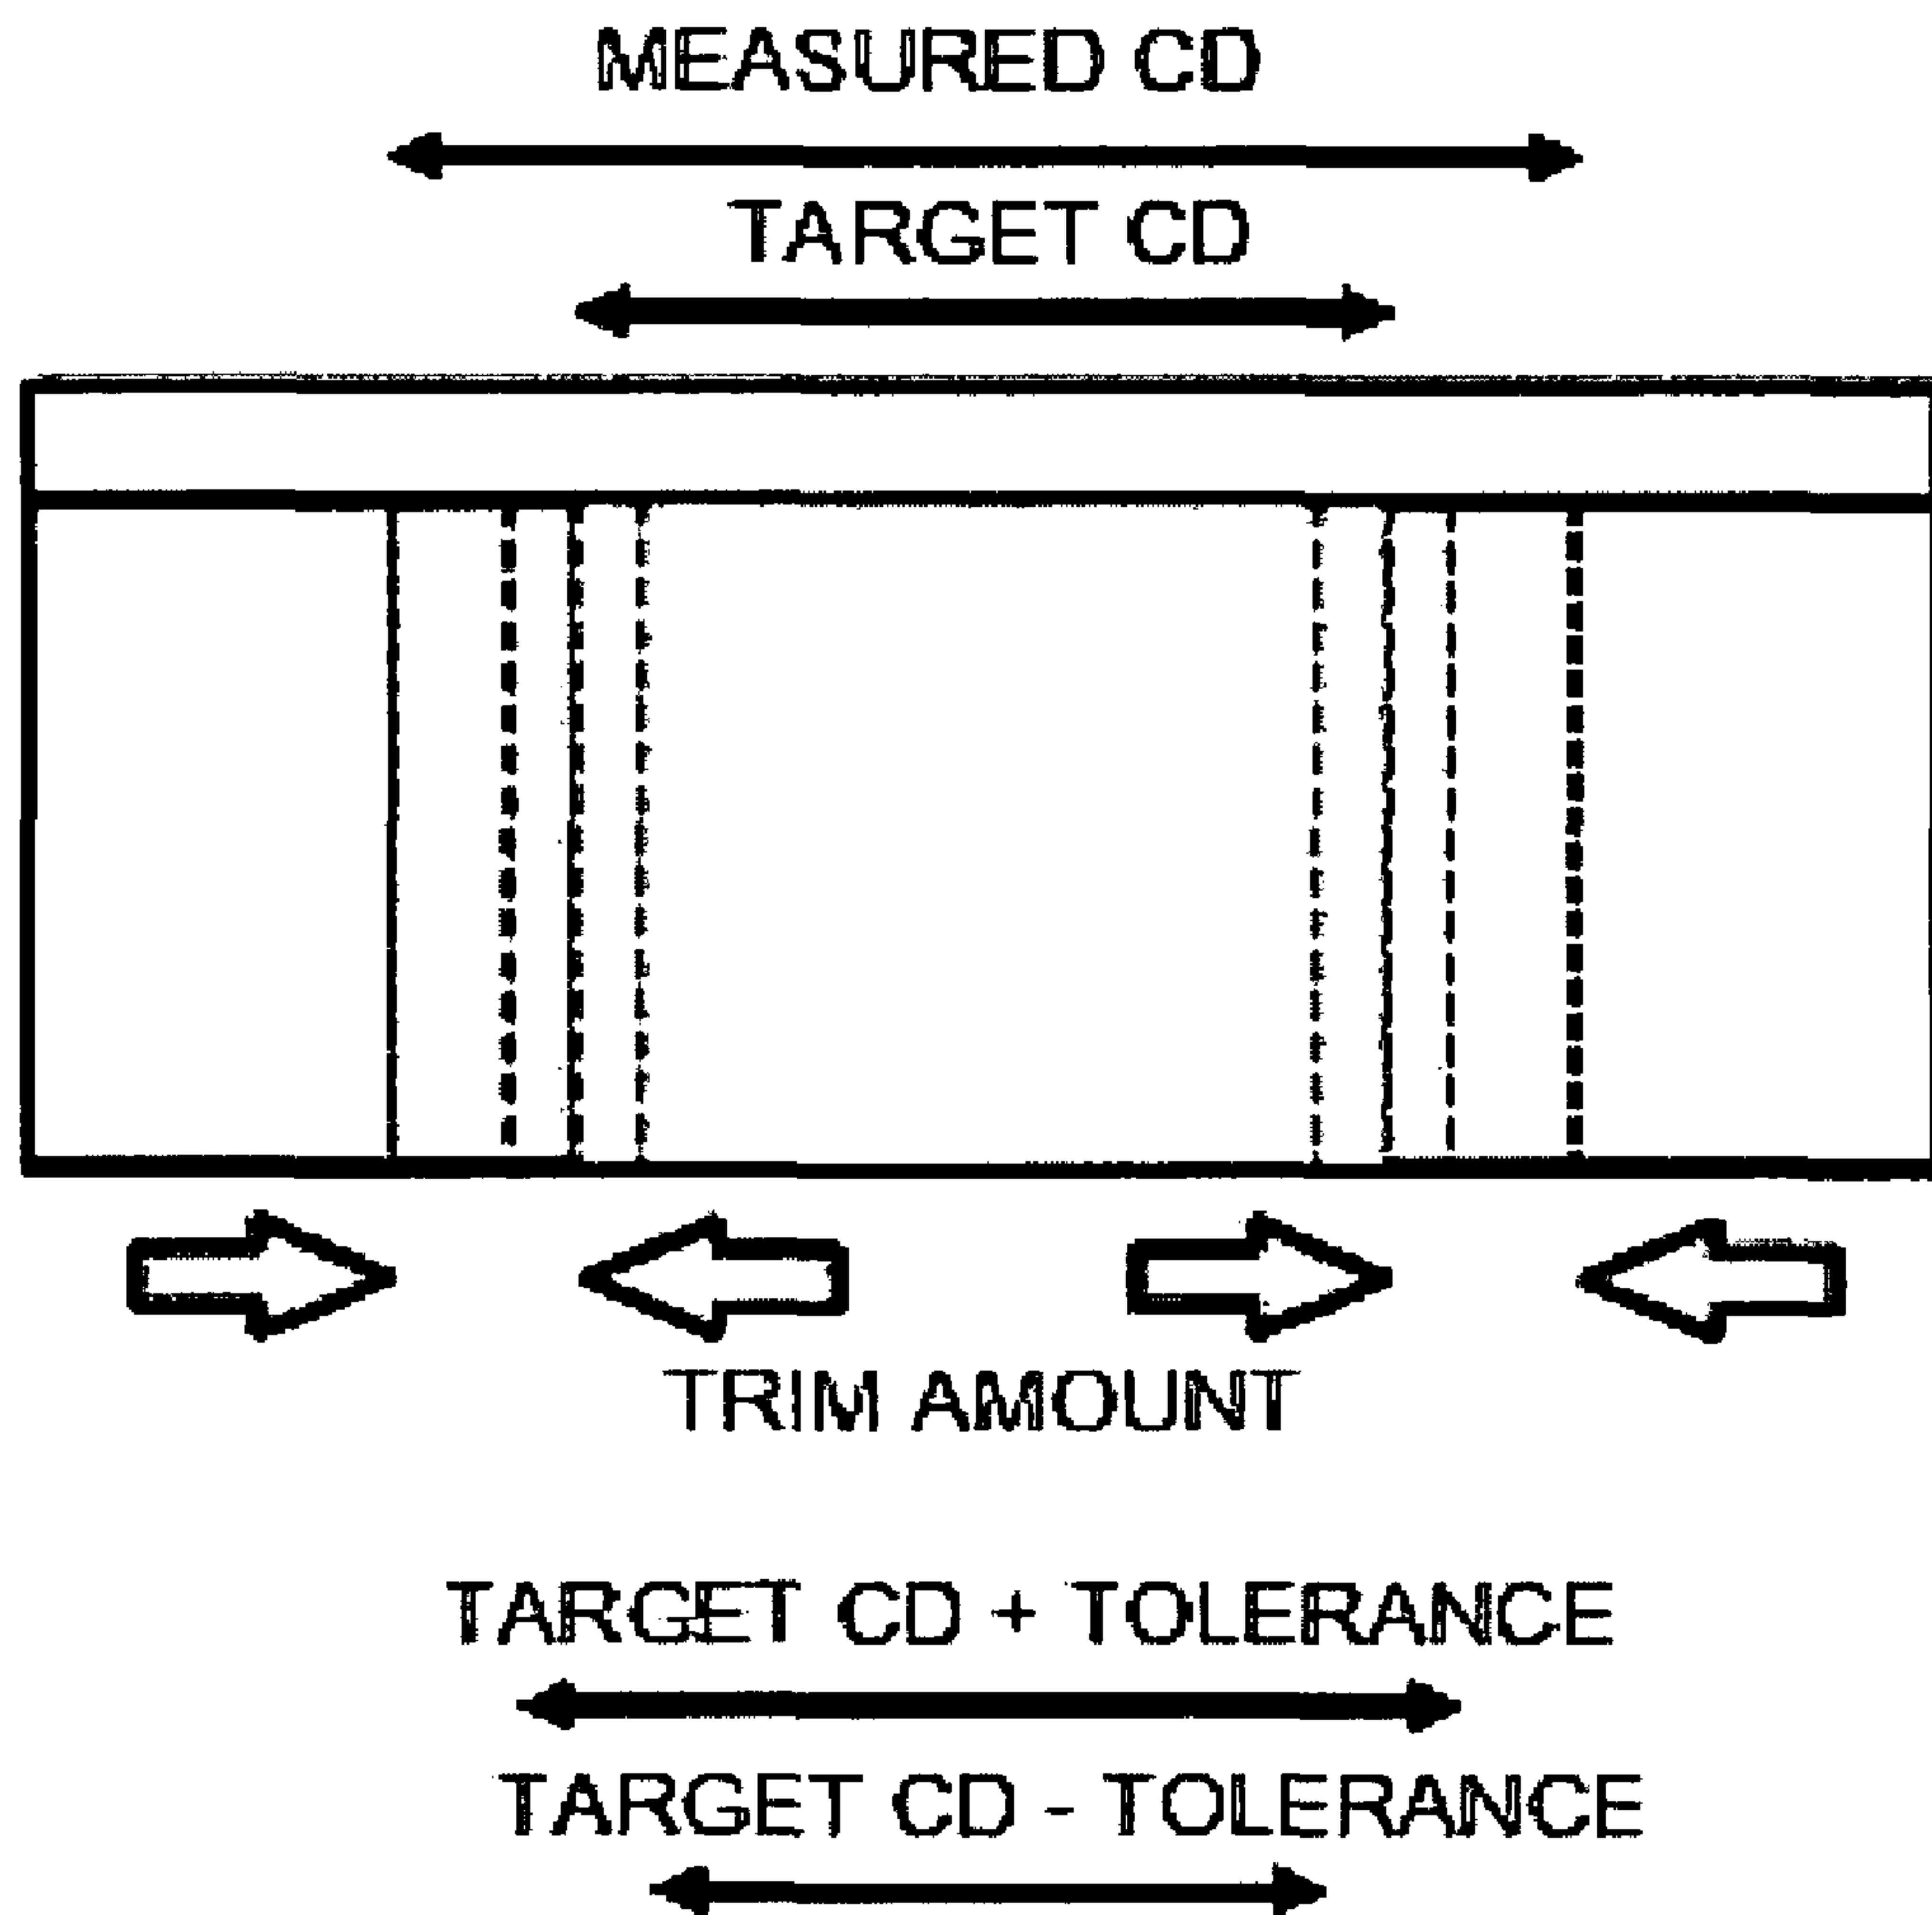 MEASURED CD
TARGET CD
TRIM AMOUNT
TARGET CD + TOLERANCE
TARGET CD - TOLERANCE